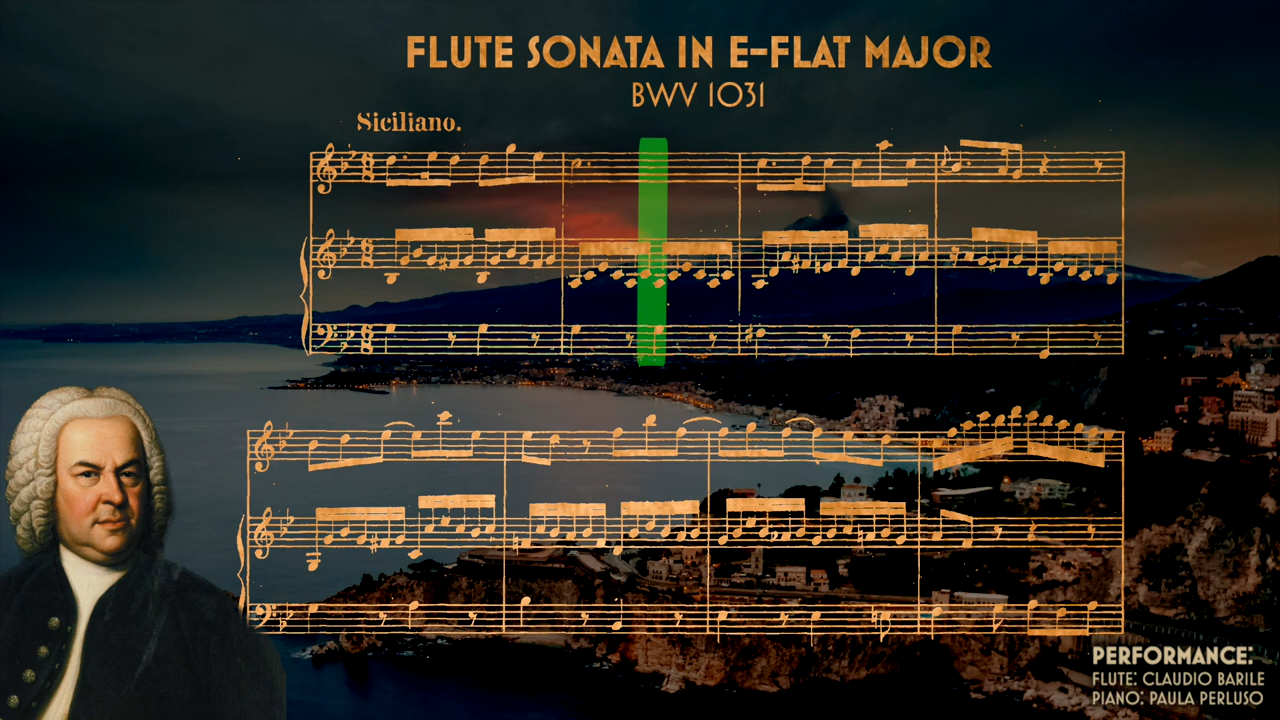 FLUTE SONATA IN E-FLAT MAJOR
BWV 1031
Siciliano.
PERFORMANCE:
FLUTE: CLAUDIO BARILE
PIANO: PAULA PERLUSO